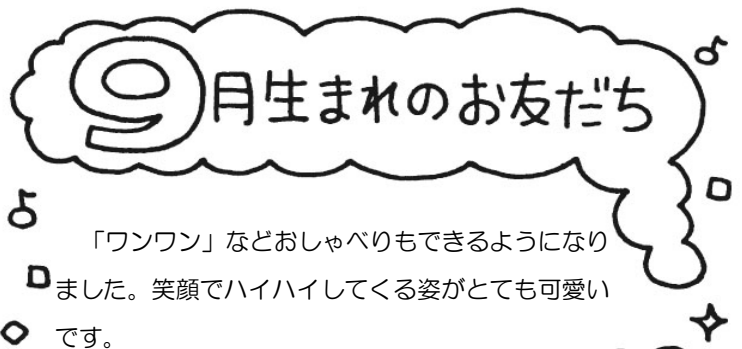 9月生まれのお友だち
「ワンワン」などおしゃべりもできるようになり
ました。笑顔でハイハイしてくる姿がとても可愛い
です。